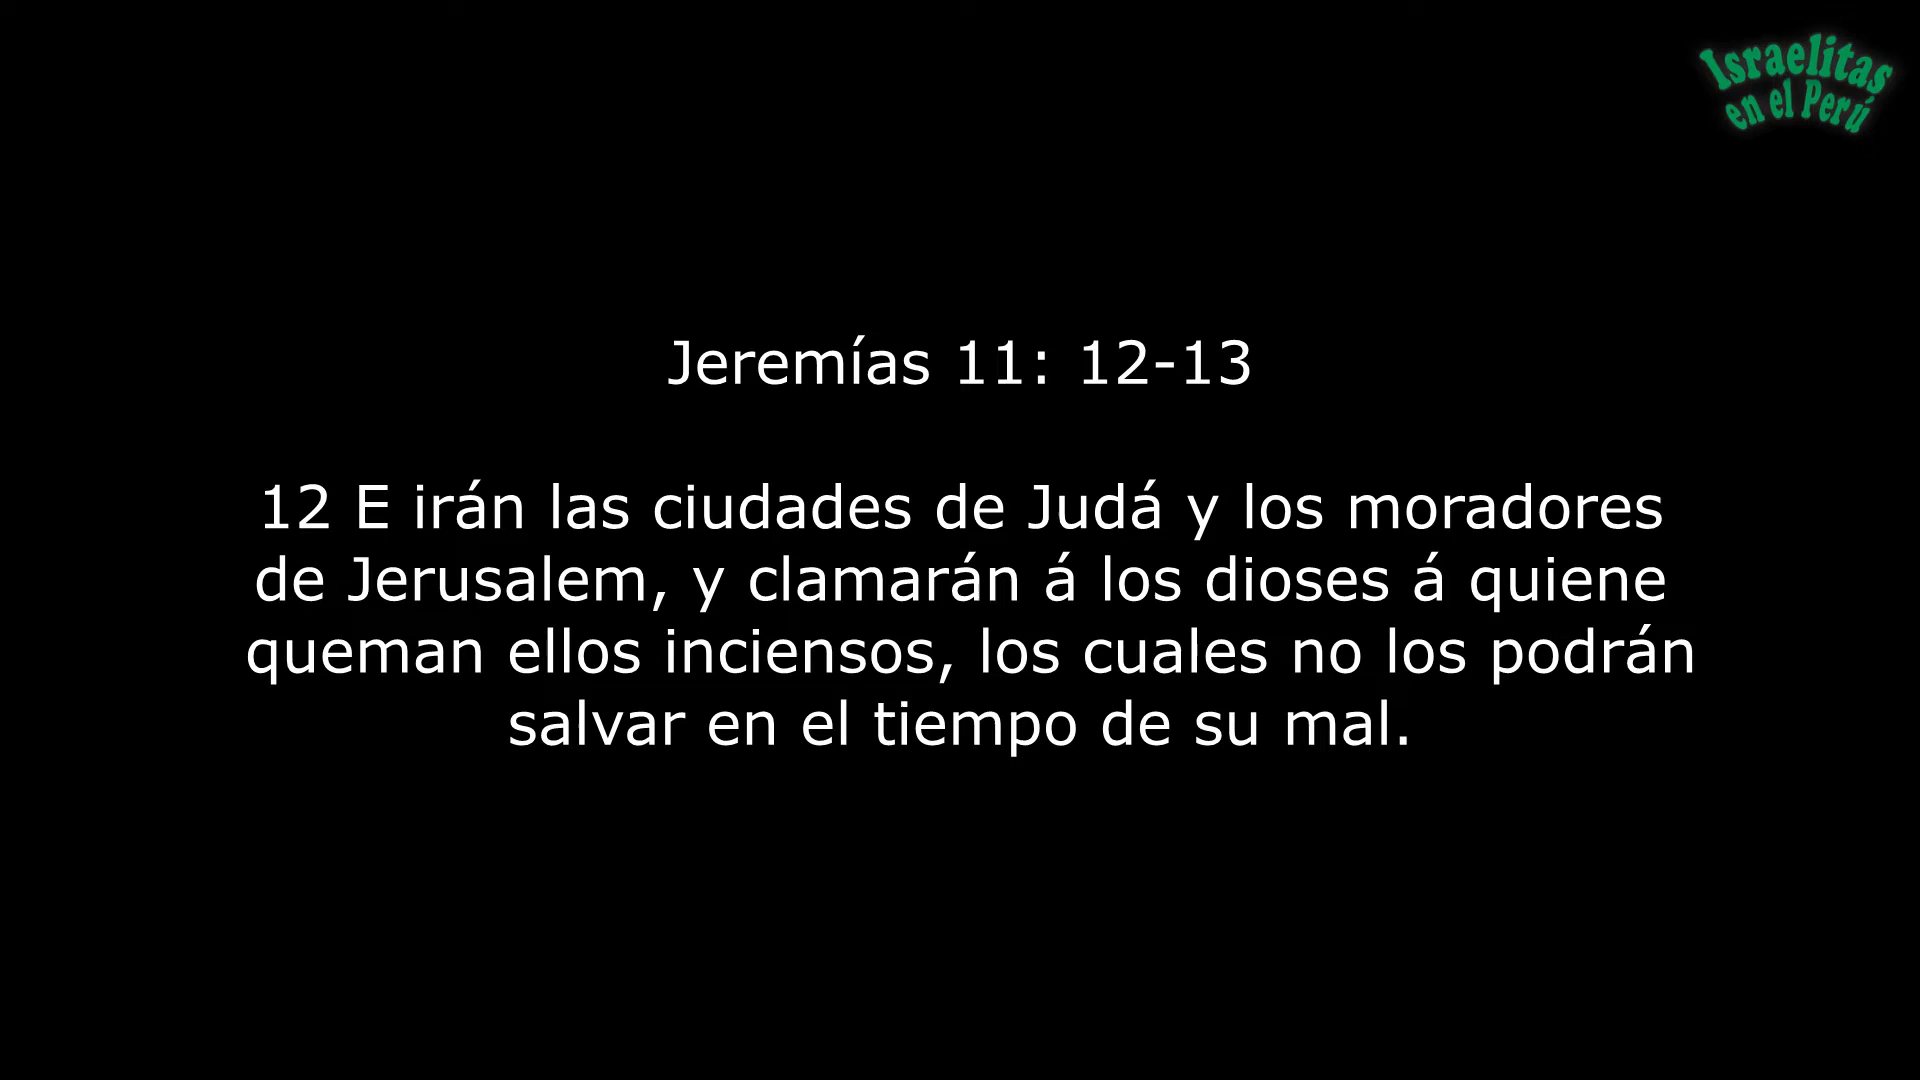 Israelitas
en el Perú
Jeremías 11: 12-13
12 E irán las ciudades de Judá y los moradores
de Jerusalem, y clamarán á los dioses á quiene
queman ellos inciensos, los cuales no los podrán
salvar en el tiempo de su mal.